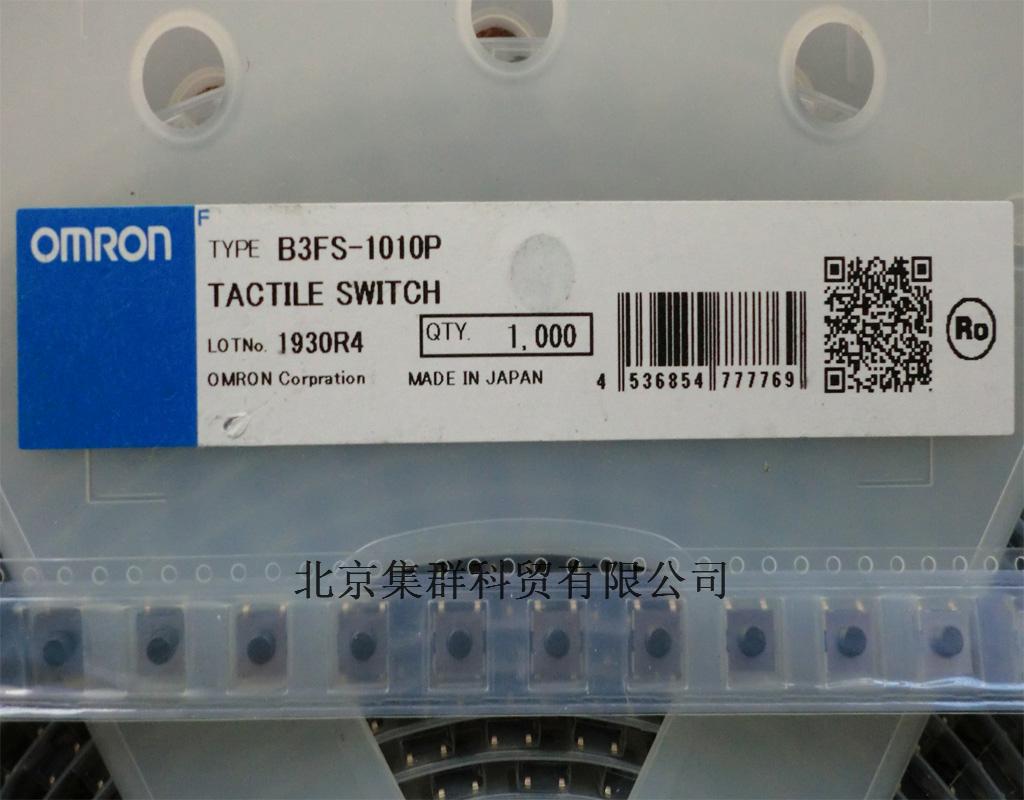 OMRON
F
TYPE B3FS-1010P
TACTILE SWITCH
LOTNo. 1930R4
QTY. 1,000
OMRON Corpration MADE IN JAPAN
4 536854 777769
Ro
北京集群科贸有限公司